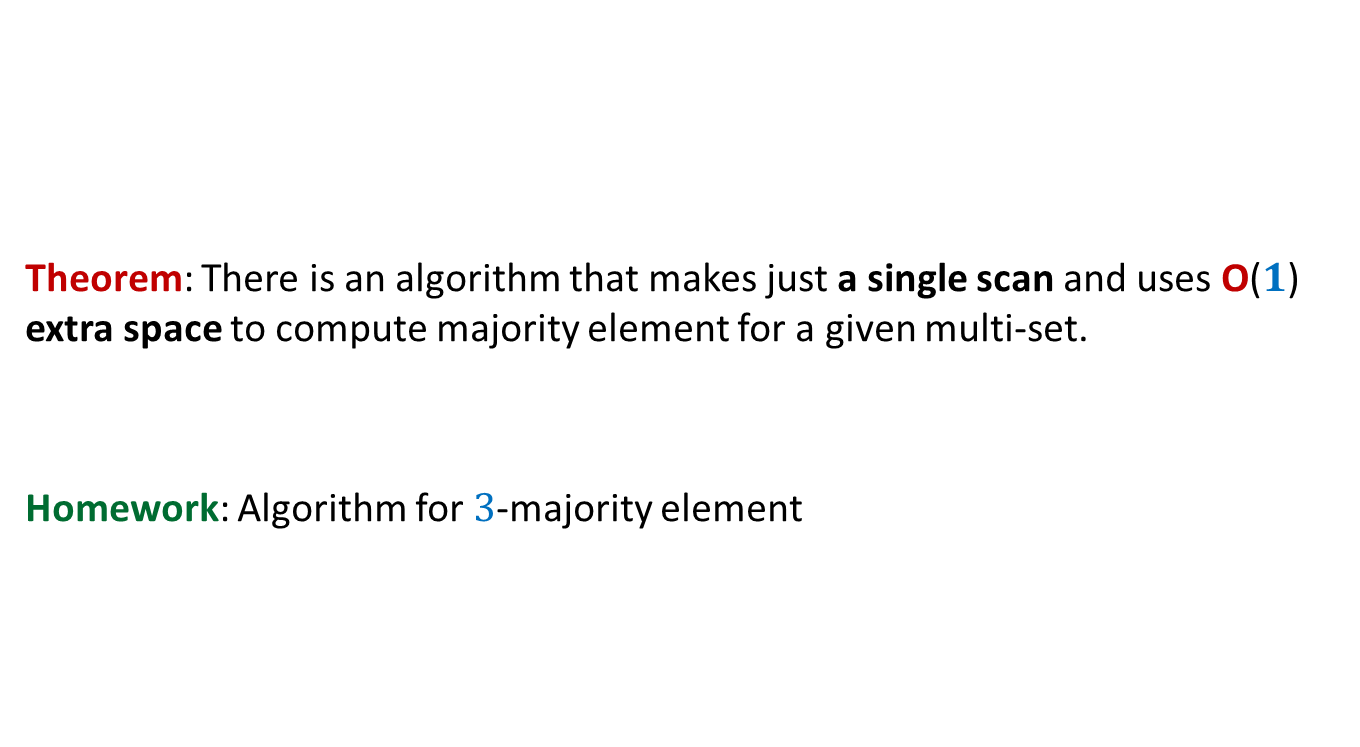 Theorem: There is an algorithm that makes just a single scan and uses O(1)
extra space to compute majority element for a given multi-set.
Homework: Algorithm for 3-majority element